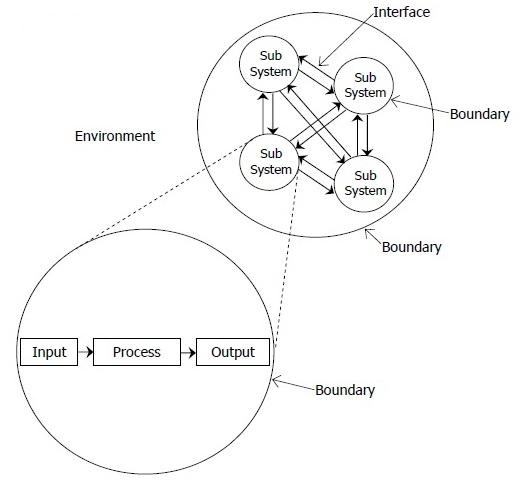 Interface
Sub
System
Sub
System
Boundary
Environment
Sub
System
Sub
System
Boundary
Input
Process
Output
Boundary